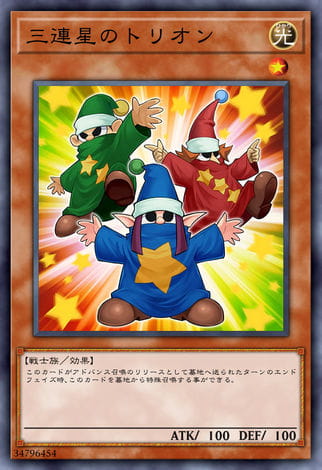 三連星のトリオン
光
【戦士族／効果】
このカードがアドバンス召喚のリリースとして墓地へ送られたターンのエンド
フェイズ時、このカードを墓地から特殊召喚する事ができる。
ATK/ 100 DEF/ 100
34796454